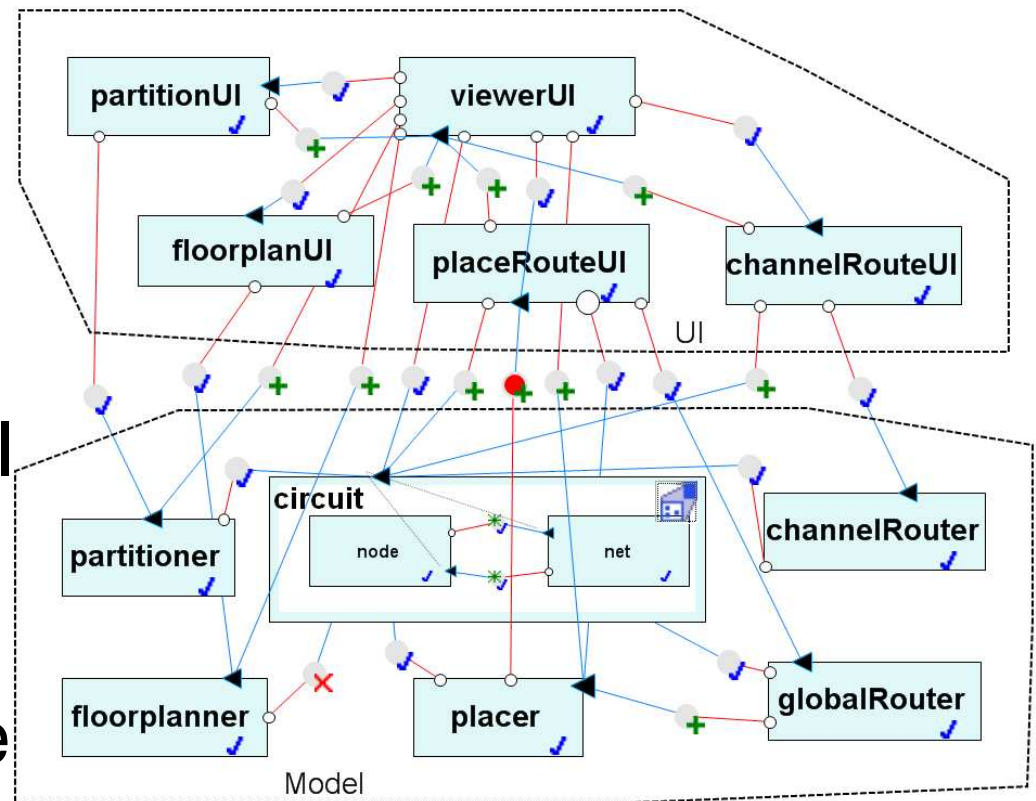 partitionUI
viewerUI
floorplanUI
placeRouteUI
channelRouteUI
UI
l
circuit
node
net
partitioner
channelRouter
floorplanner
placer
globalRouter
e
Model